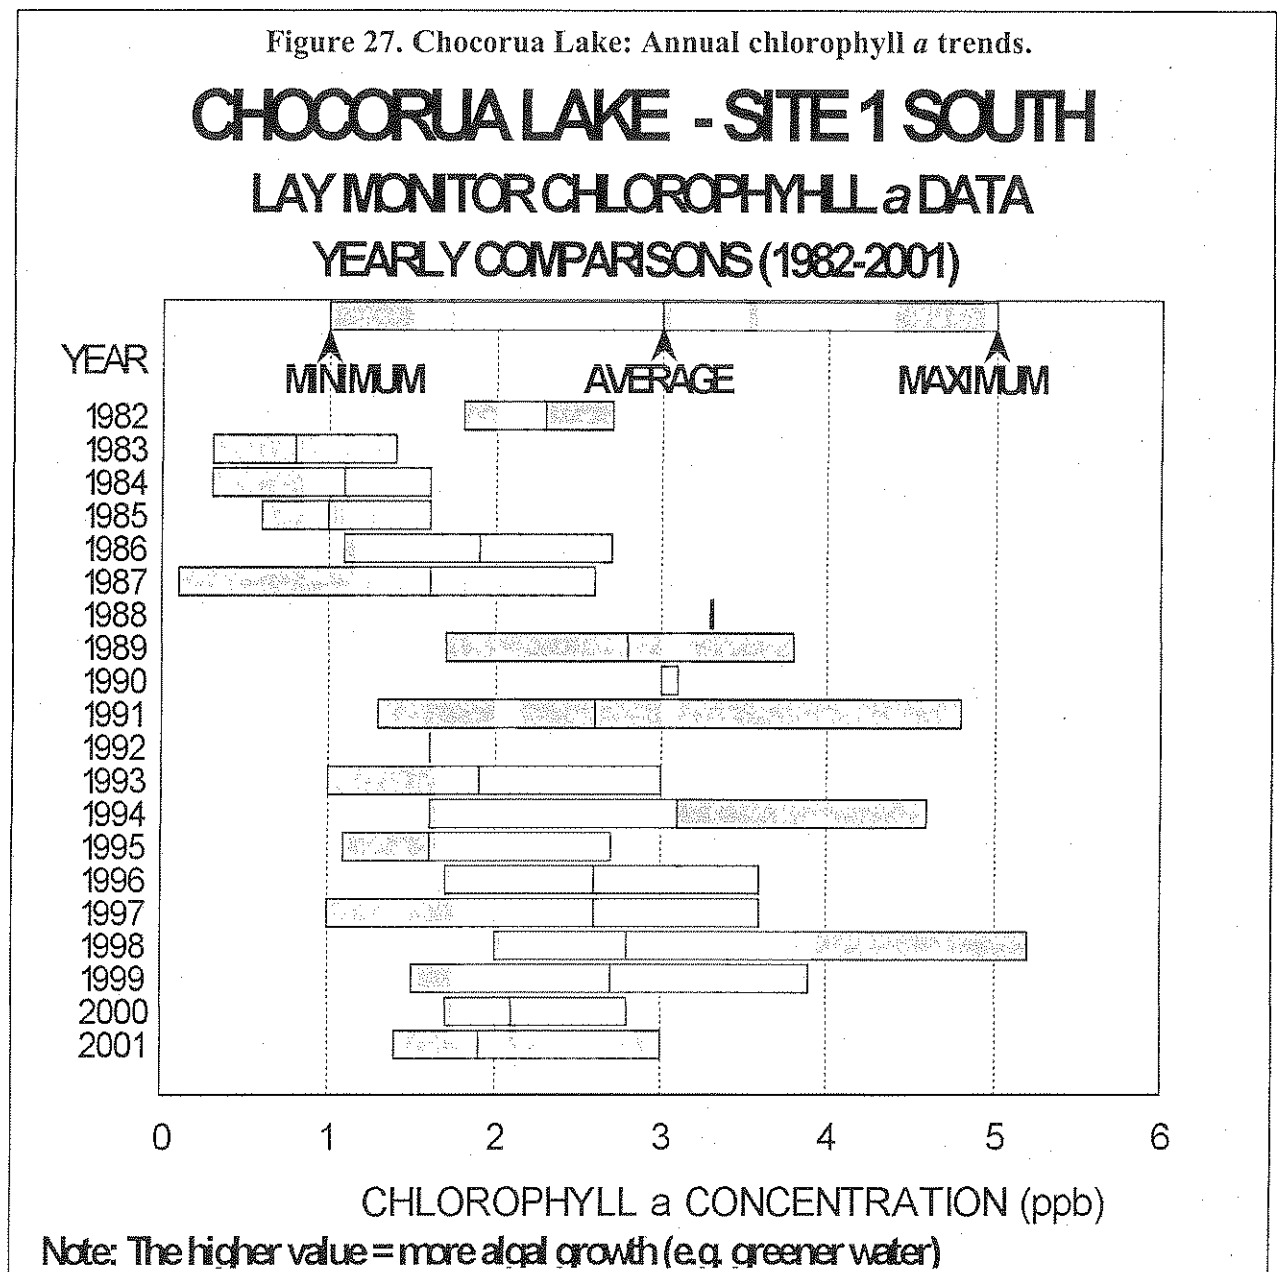 Figure 27. Chocorua Lake: Annual chlorophyll a trends.
CHOCORUA LAKE - SITE 1 SOUTH
LAY MONITOR CHLOROPHYHLL a DATA
YEARLY COMPARISONS (1982-2001)
YEAR
MINIMUM AVERAGE MAXIMUM
1982
1983
1984
1985
1986
1987
1988
1989
1990
1991
1992
1993
1994
1995
1996
1997
1998
1999
2000
2001
0 1 2 3 4 5 6
CHLOROPHYLL a CONCENTRATION (ppb)
Note: The higher value = more algal growth (e.g. greener water)